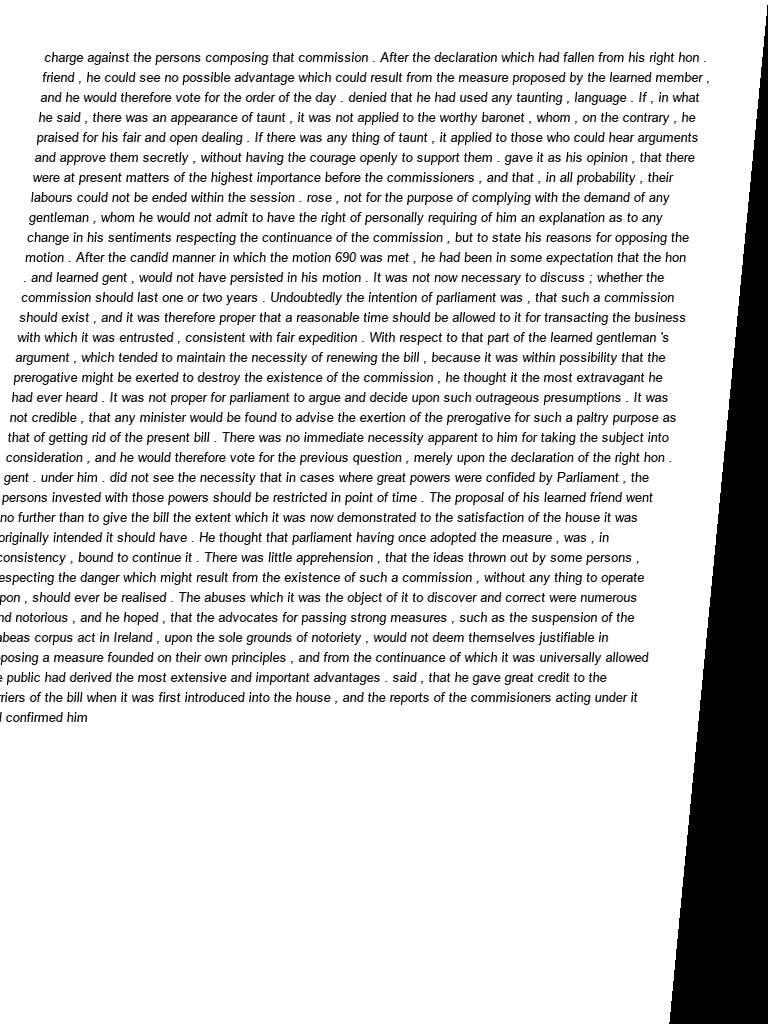 charge against the persons composing that commission . After the declaration which had fallen from his right hon .
friend , he could see no possible advantage which could result from the measure proposed by the learned member ,
and he would therefore vote for the order of the day . denied that he had used any taunting , language . If , in what
he said , there was an appearance of taunt , it was not applied to the worthy baronet , whom , on the contrary , he
praised for his fair and open dealing . If there was any thing of taunt , it applied to those who could hear arguments
and approve them secretly , without having the courage openly to support them . gave it as his opinion , that there
were at present matters of the highest importance before the commissioners , and that , in all probability , their
labours could not be ended within the session . rose , not for the purpose of complying with the demand of any
gentleman , whom he would not admit to have the right of personally requiring of him an explanation as to any
change in his sentiments respecting the continuance of the commission , but to state his reasons for opposing the
motion . After the candid manner in which the motion 690 was met , he had been in some expectation that the hon
. and learned gent , would not have persisted in his motion . It was not now necessary to discuss ; whether the
commission should last one or two years . Undoubtedly the intention of parliament was , that such a commission
should exist , and it was therefore proper that a reasonable time should be allowed to it for transacting the business
with which it was entrusted , consistent with fair expedition . With respect to that part of the learned gentleman 's
argument , which tended to maintain the necessity of renewing the bill , because it was within possibility that the
prerogative might be exerted to destroy the existence of the commission , he thought it the most extravagant he
had ever heard . It was not proper for parliament to argue and decide upon such outrageous presumptions . It was
not credible , that any minister would be found to advise the exertion of the prerogative for such a paltry purpose as
that of getting rid of the present bill . There was no immediate necessity apparent to him for taking the subject into
consideration , and he would therefore vote for the previous question , merely upon the declaration of the right hon .
gent . under him . did not see the necessity that in cases where great powers were confided by Parliament , the
persons invested with those powers should be restricted in point of time . The proposal of his learned friend went
no further than to give the bill the extent which it was now demonstrated to the satisfaction of the house it was
originally intended it should have . He thought that parliament having once adopted the measure , was , in
consistency , bound to continue it . There was little apprehension , that the ideas thrown out by some persons ,
especting the danger which might result from the existence of such a commission , without any thing to operate
pon , should ever be realised . The abuses which it was the object of it to discover and correct were numerous
nd notorious , and he hoped , that the advocates for passing strong measures , such as the suspension of the
abeas corpus act in Ireland , upon the sole grounds of notoriety , would not deem themselves justifiable in
posing a measure founded on their own principles , and from the continuance of which it was universally allowed
e public had derived the most extensive and important advantages . said , that he gave great credit to the
rriers of the bill when it was first introduced into the house , and the reports of the commisioners acting under it
confirmed him